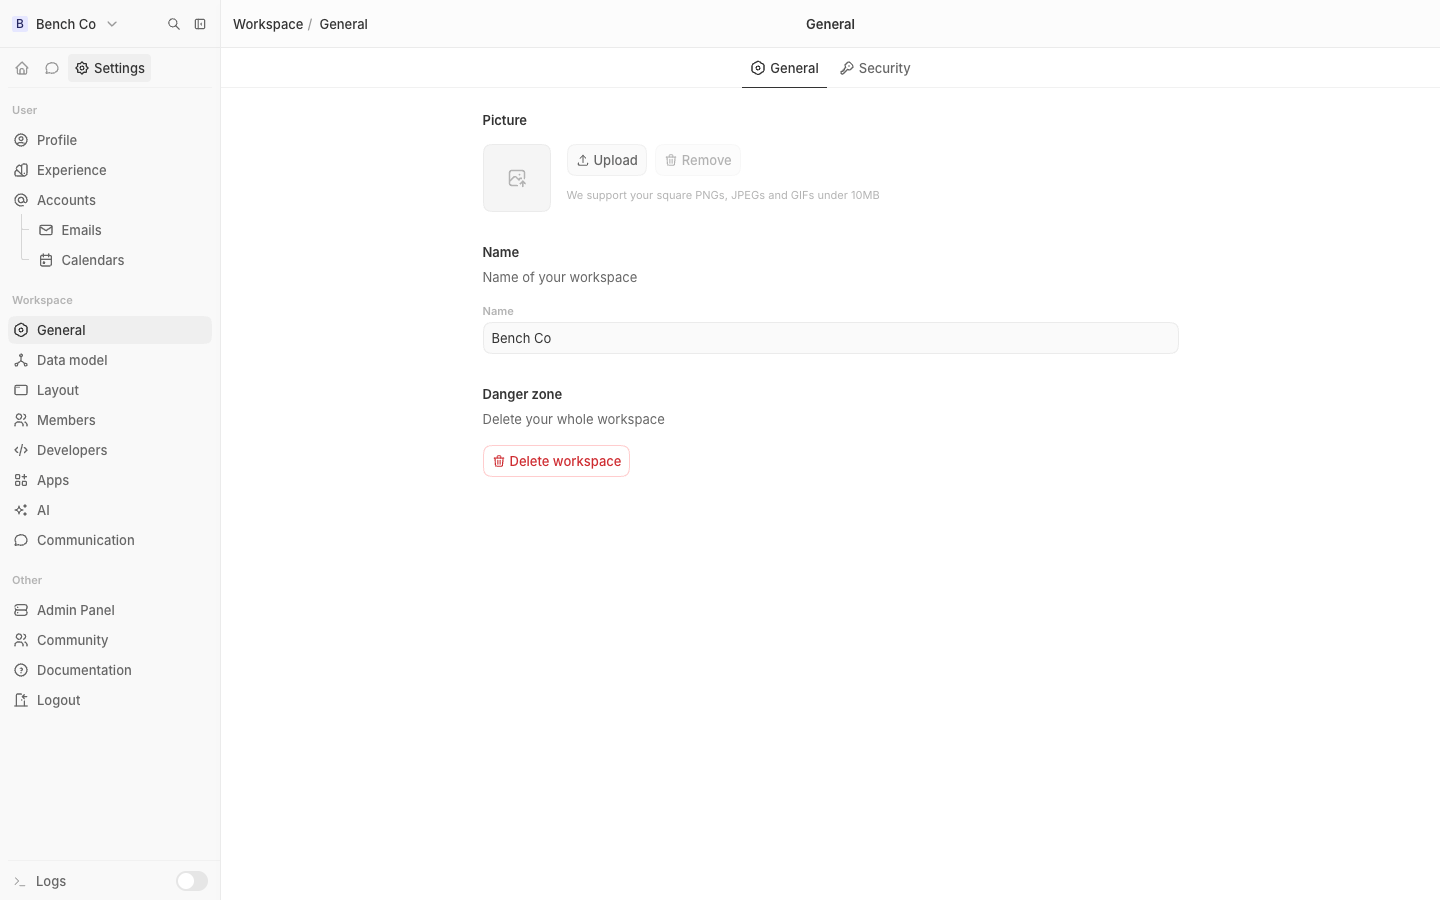 B Bench Co
Workspace / General
General
Settings
General
Security
User
Profile
Experience
Accounts
Emails
Calendars
Workspace
General
Data model
Layout
Members
Developers
Apps
AI
Communication
Other
Admin Panel
Community
Documentation
Logout
Logs
Picture
Upload
Remove
We support your square PNGs, JPEGs and GIFs under 10MB
Name
Name of your workspace
Name
Bench Co
Danger zone
Delete your whole workspace
Delete workspace